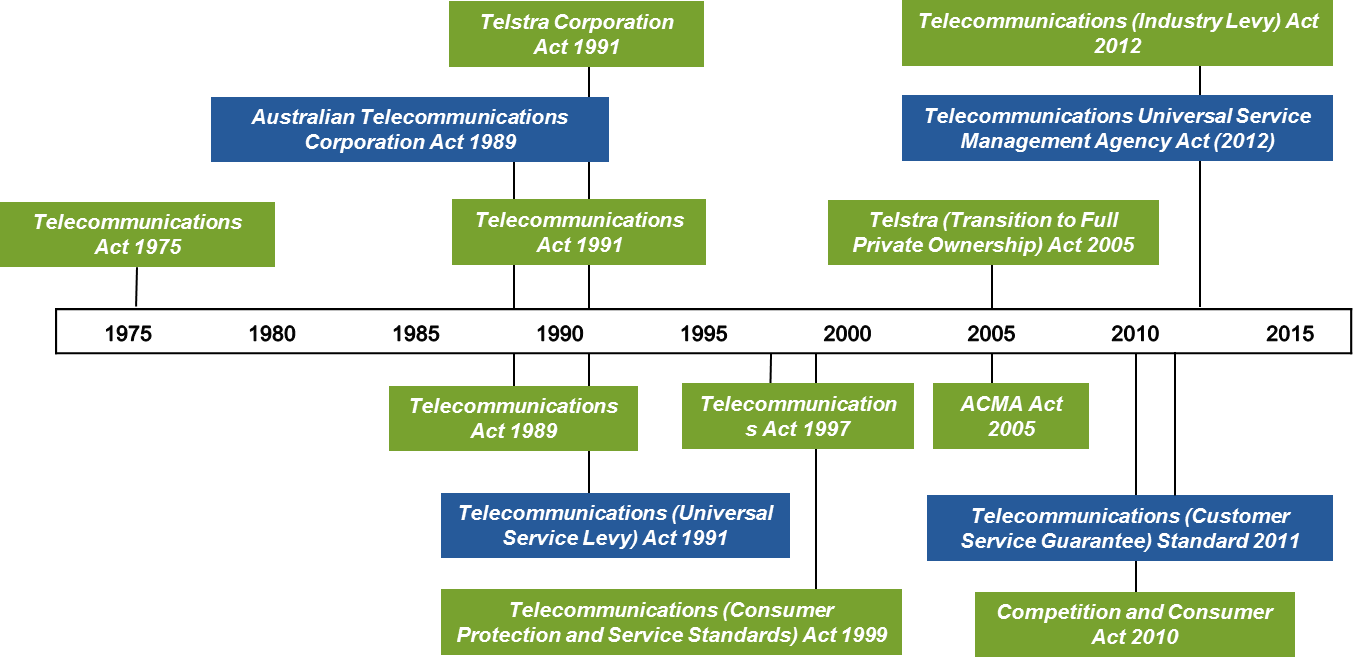 Telstra Corporation
Act 1991
Telecommunications (Industry Levy) Act
2012
Australian Telecommunications
Corporation Act 1989
Telecommunications Universal Service
Management Agency Act (2012)
Telecommunications
Act 1975
Telecommunications
Act 1991
Telstra (Transition to Full
Private Ownership) Act 2005
1975 1980 1985 1990 1995 2000 2005 2010 2015
Telecommunications
Act 1989
Telecommunication
s Act 1997
ACMA Act
2005
Telecommunications (Universal
Service Levy) Act 1991
Telecommunications (Customer
Service Guarantee) Standard 2011
Telecommunications (Consumer
Protection and Service Standards) Act 1999
Competition and Consumer
Act 2010